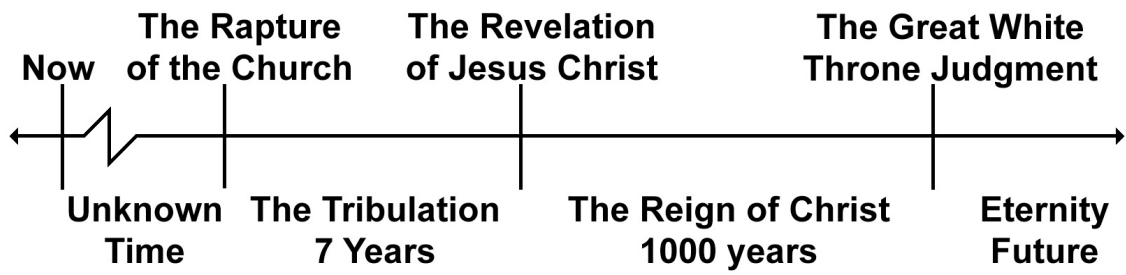 Now
The Rapture
of the Church
The Revelation
of Jesus Christ
The Great White
Throne Judgment
Unknown
Time
The Tribulation
7 Years
The Reign of Christ
1000 years
Eternity
Future